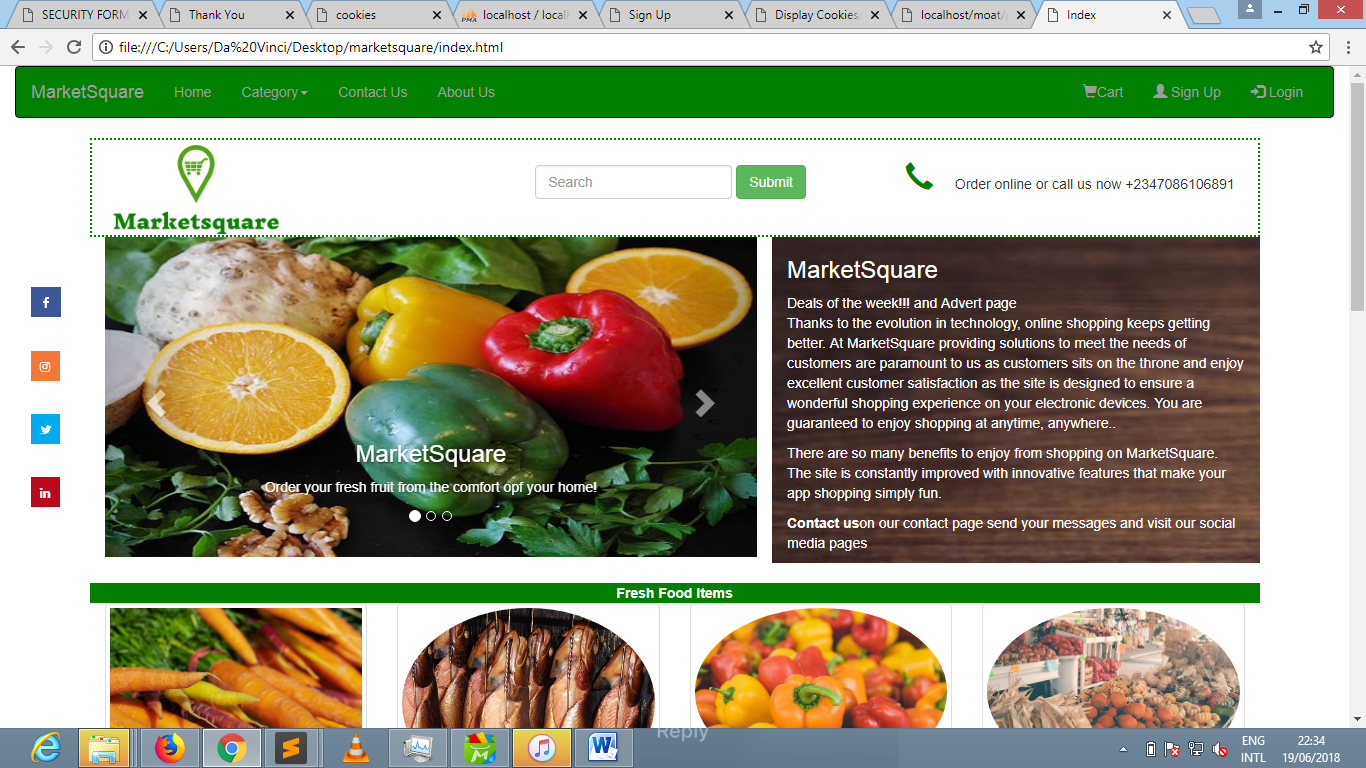 SECURITY FORM
Thank You
cookies
localhost / locali
Sign Up
Display Cookies
localhost/moat/
Index
file:///C:/Users/Da%20Vinci/Desktop/marketsquare/index.html
MarketSquare Home Category Contact Us About Us Cart Sign Up Login
Marketsquare
Search
Submit
Order online or call us now +2347086106891
MarketSquare
Order your fresh fruit from the comfort opf your home!
MarketSquare
Deals of the week!!! and Advert page
Thanks to the evolution in technology, online shopping keeps getting
better. At MarketSquare providing solutions to meet the needs of
customers are paramount to us as customers sits on the throne and enjoy
excellent customer satisfaction as the site is designed to ensure a
wonderful shopping experience on your electronic devices. You are
guaranteed to enjoy shopping at anytime, anywhere..
There are so many benefits to enjoy from shopping on MarketSquare.
The site is constantly improved with innovative features that make your
app shopping simply fun.
Contact uson our contact page send your messages and visit our social
media pages
Fresh Food Items
Reply
ENG
INTL
22:34
19/06/2018